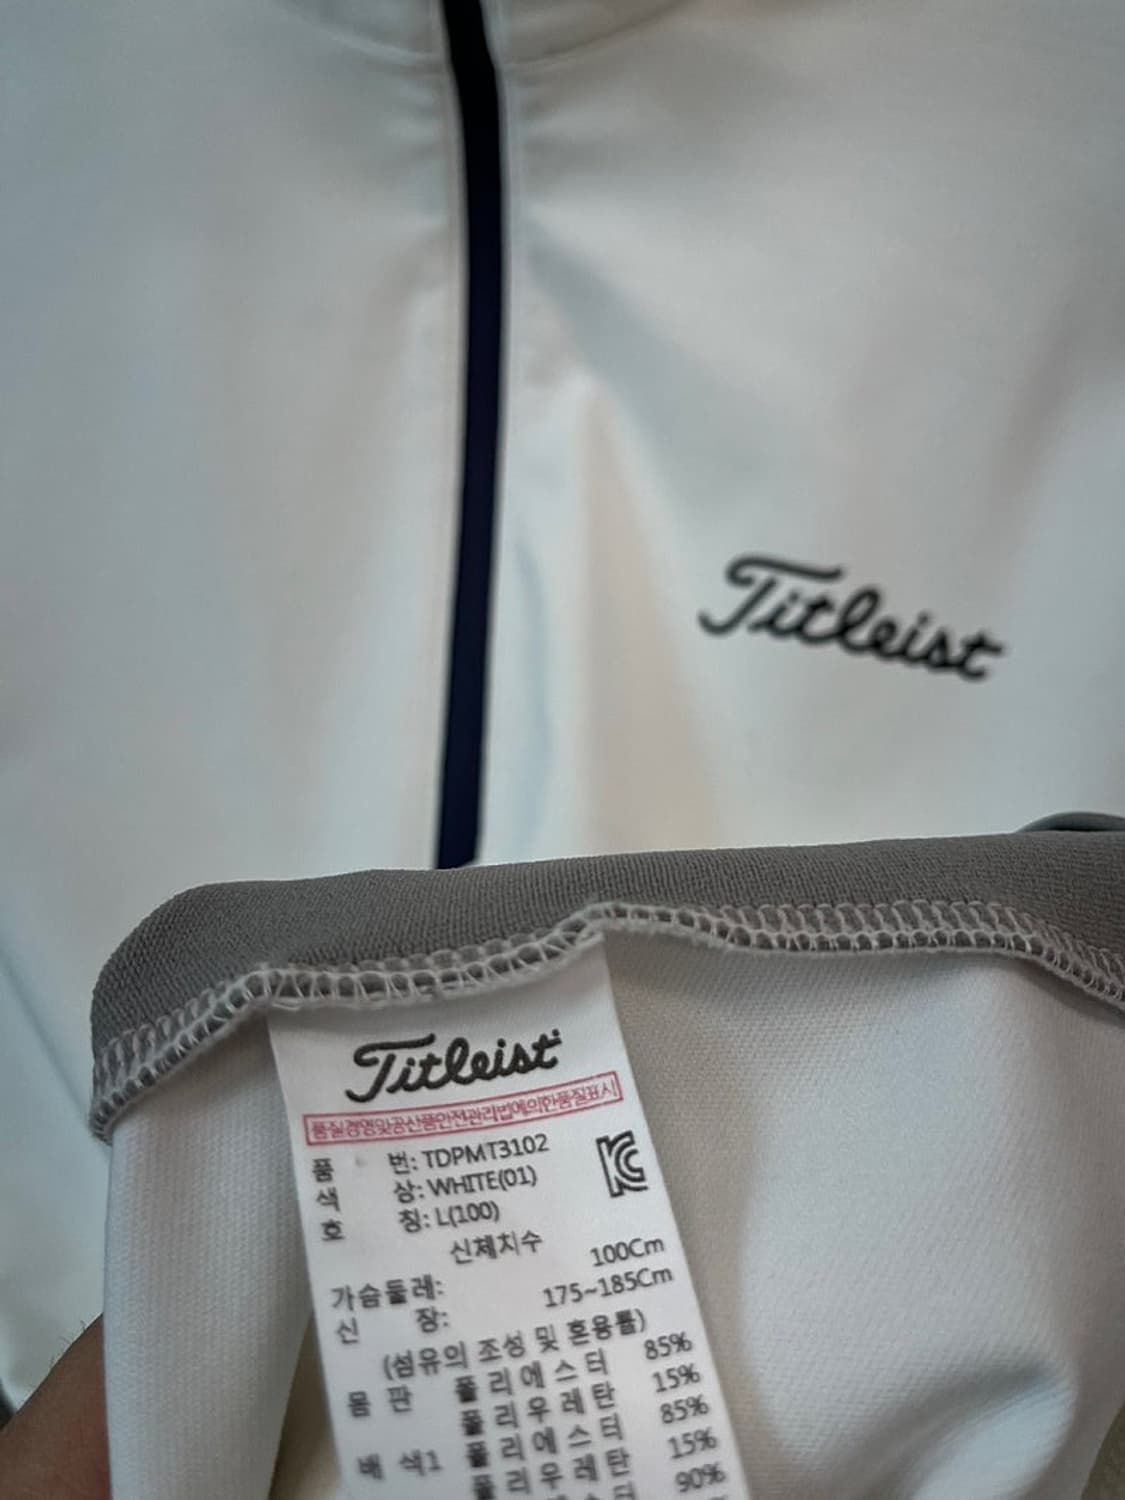 Titleist
Titleist
품질경영및공산품안전관리법에의한품질표시
품 번: TDPMT3102
색 상: WHITE(01)
호 칭: L(100)
신체치수
가슴둘레: 100Cm
신 장: 175~185Cm
(섬유의 조성 및 혼용률)
몸 판 폴리에스터 85%
폴리우레탄 15%
배 색1 폴리에스터 85%
폴리우레탄 15%
90%